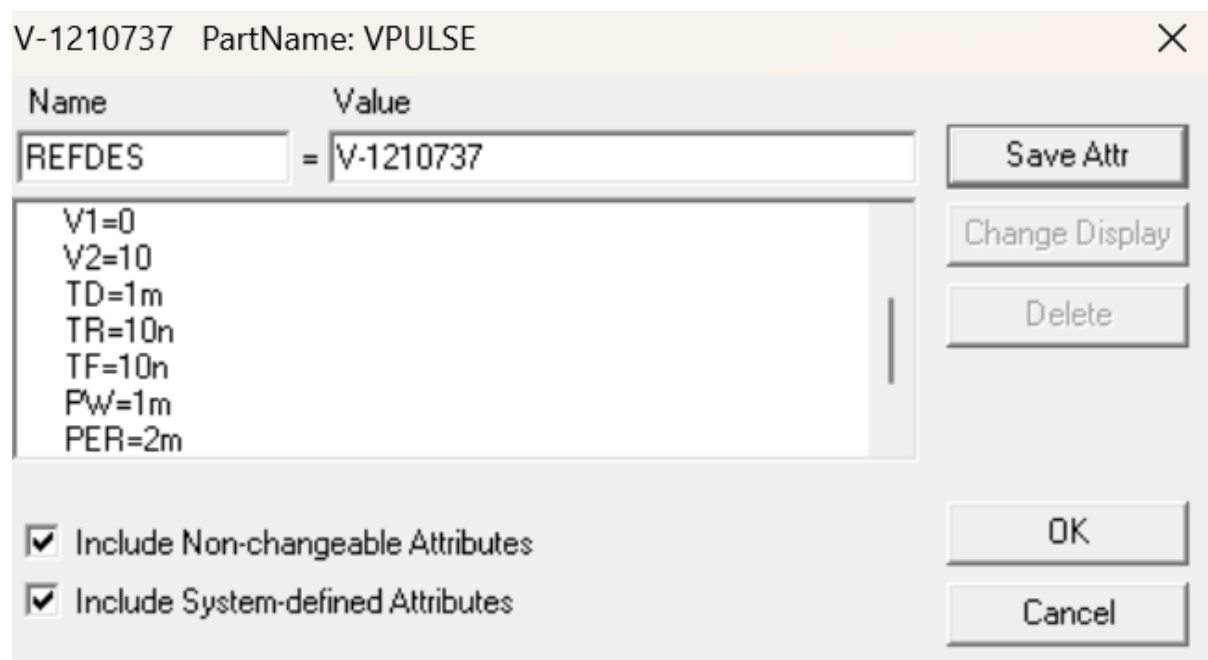 V-1210737 PartName: VPULSE
Name Value
REFDES = V-1210737
Save Attr
V1=0
V2=10
TD=1m
TR=10n
TF=10n
PW=1m
PER=2m
Change Display
Delete
Include Non-changeable Attributes
Include System-defined Attributes
OK
Cancel